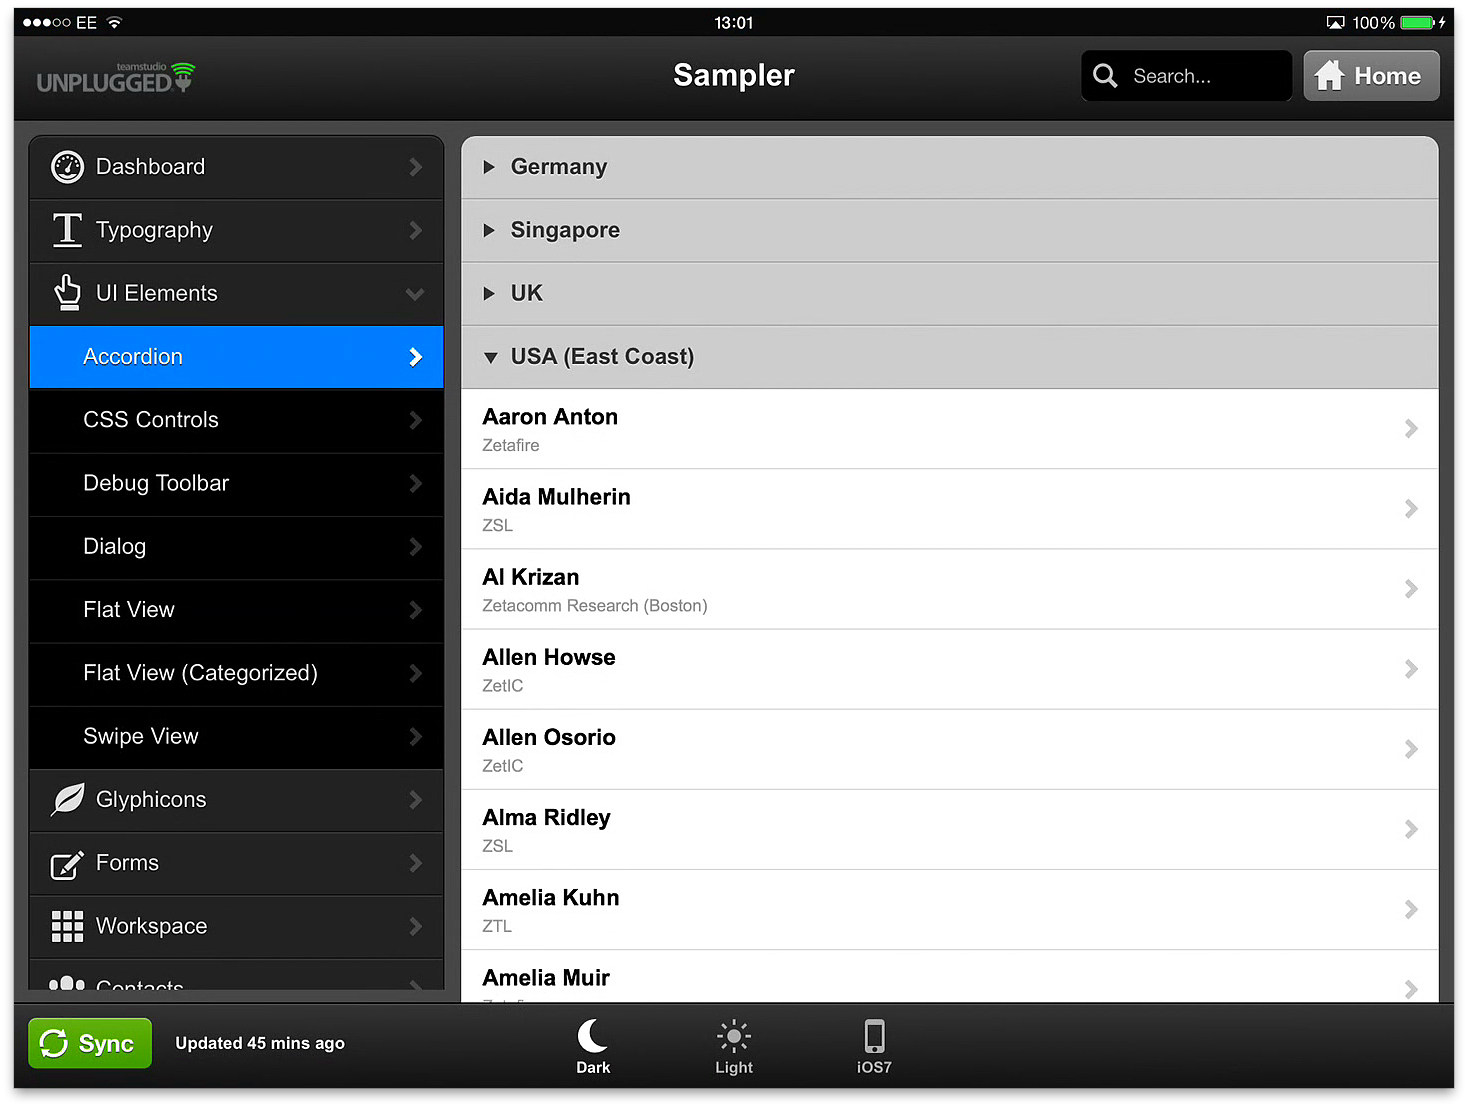 EE
13:01
100%
teamstudio
UNPLUGGED
Sampler
Search...
Home
Dashboard
Typography
UI Elements
Accordion
CSS Controls
Debug Toolbar
Dialog
Flat View
Flat View (Categorized)
Swipe View
Glyphicons
Forms
Workspace
Contacts
Germany
Singapore
UK
USA (East Coast)
Aaron Anton
Zetafire
Aida Mulherin
ZSL
Al Krizan
Zetacomm Research (Boston)
Allen Howse
ZetIC
Allen Osorio
ZetIC
Alma Ridley
ZSL
Amelia Kuhn
ZTL
Amelia Muir
Sync
Updated 45 mins ago
Dark
Light
iOS7